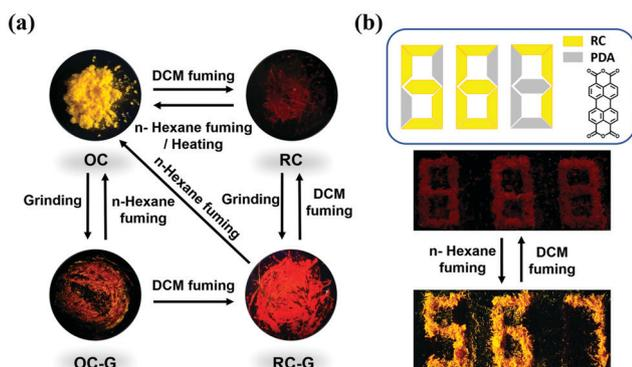 (a)
DCM fuming
n- Hexane fuming
/ Heating
OC
RC
Grinding
n-Hexane
fuming
n-Hexane fuming
Grinding
DCM
fuming
DCM fuming
OC-G
RC-G
(b)
RC
PDA
n- Hexane
fuming
DCM
fuming